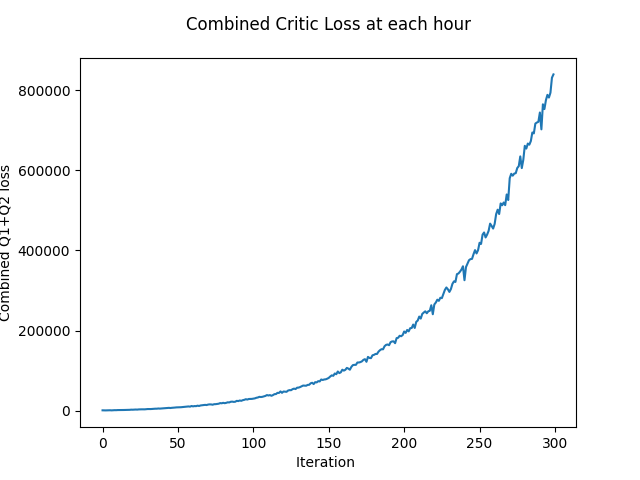 Combined Critic Loss at each hour
Combined Q1+Q2 loss
800000
600000
400000
200000
0
0 50 100 150 200 250 300
Iteration